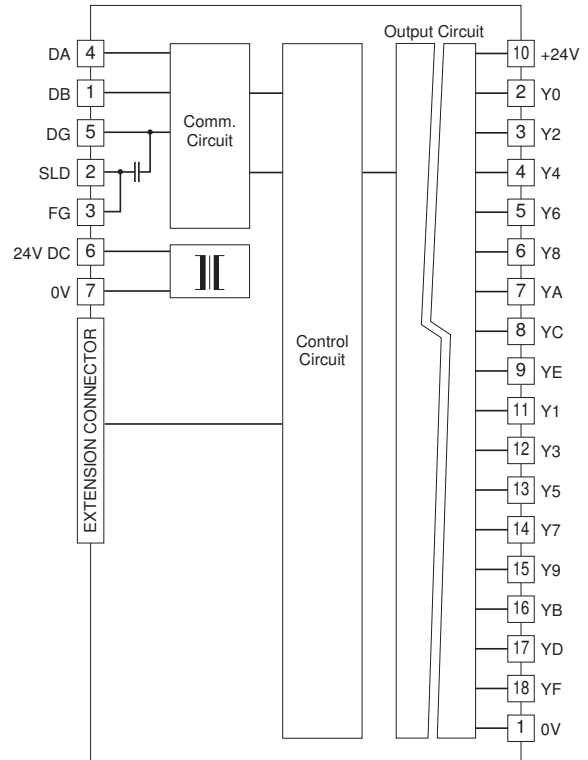 Output Circuit
DA 4
DB 1
DG 5
SLD 2
FG 3
24V DC 6
0V 7
EXTENSION CONNECTOR
Comm.
Circuit
Control
Circuit
10 +24V
2 Y0
3 Y2
4 Y4
5 Y6
6 Y8
7 YA
8 YC
9 YE
11 Y1
12 Y3
13 Y5
14 Y7
15 Y9
16 YB
17 YD
18 YF
1 0V